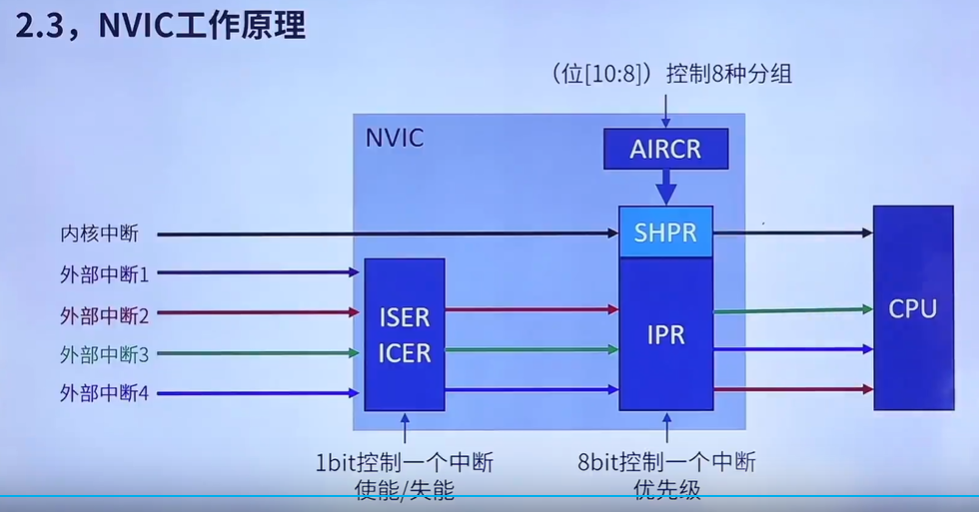 2.3，NVIC工作原理
（位[10:8]）控制8种分组
NVIC
AIRCR
内核中断
SHPR
外部中断1
外部中断2
外部中断3
外部中断4
ISER
ICER
IPR
CPU
1bit控制一个中断
使能/失能
8bit控制一个中断
优先级